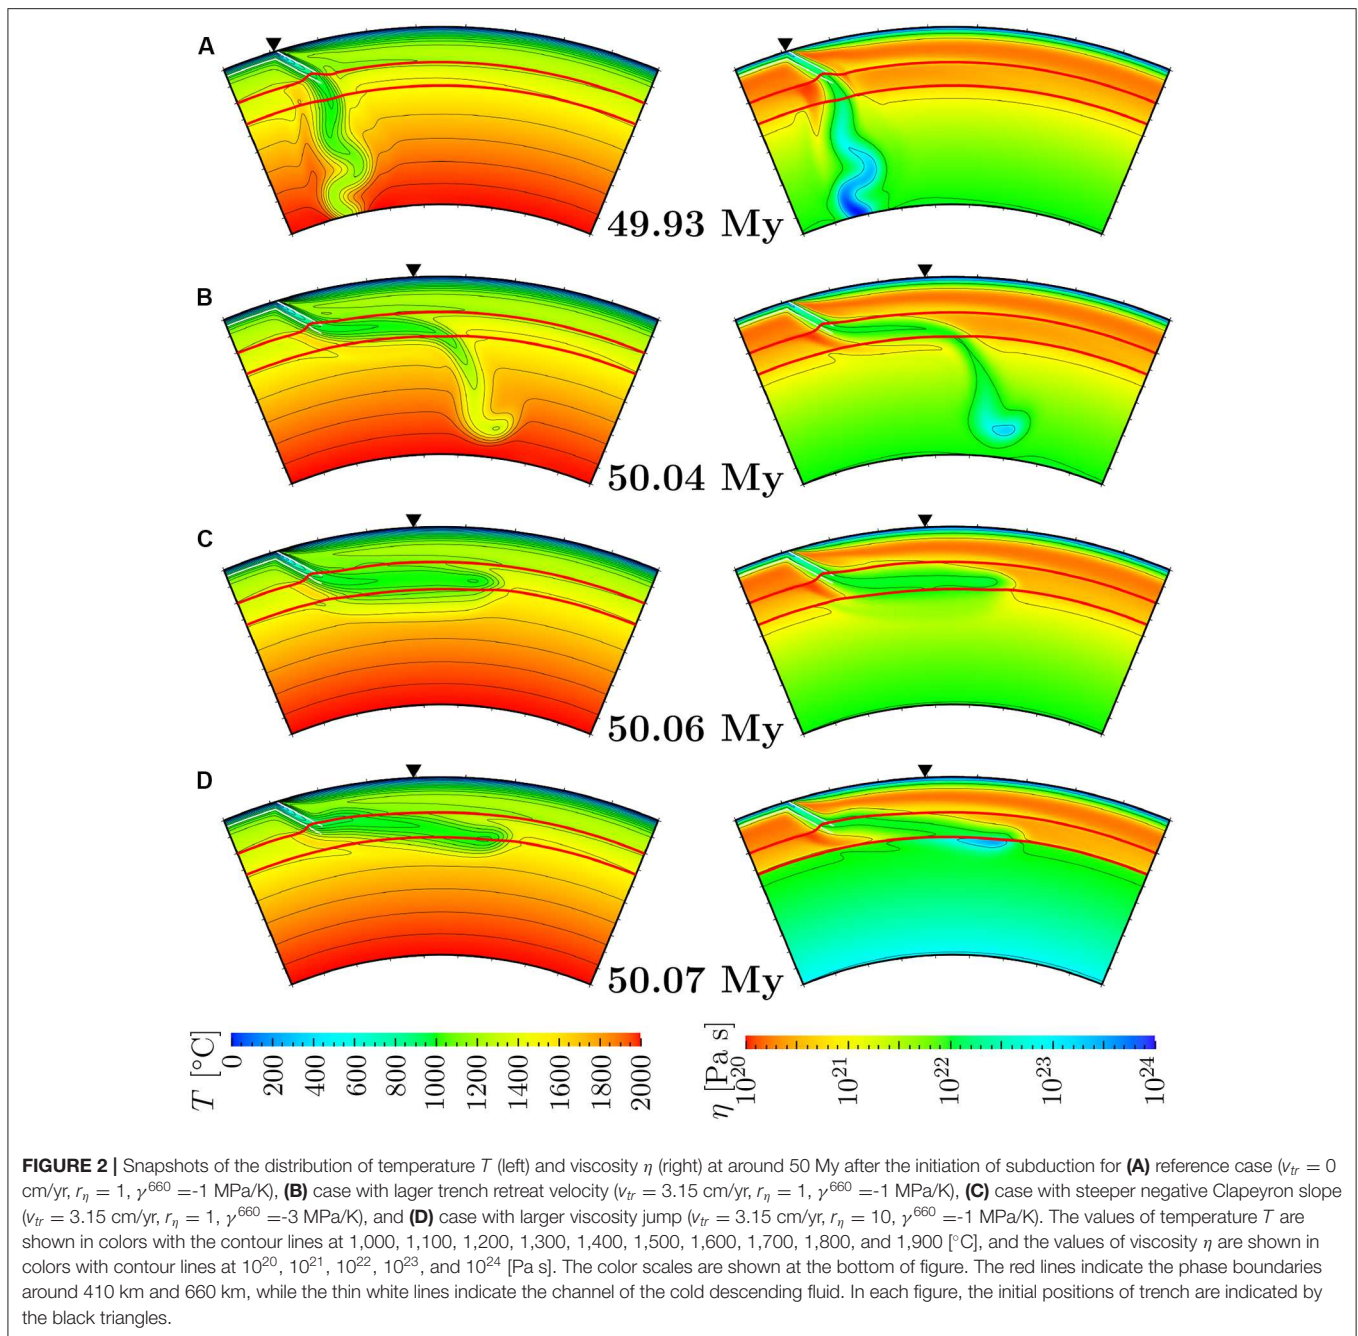 A
49.93 My
B
50.04 My
C
50.06 My
D
50.07 My
T [°C]
0 200 400 600 800 1000 1200 1400 1600 1800 2000
η [Pa s]
10²⁰ 10²¹ 10²² 10²³ 10²⁴
FIGURE 2 | Snapshots of the distribution of temperature T (left) and viscosity η (right) at around 50 My after the initiation of subduction for (A) reference case (vₜᵣ = 0
cm/yr, r_η = 1, γ⁶⁶⁰ =-1 MPa/K), (B) case with lager trench retreat velocity (vₜᵣ = 3.15 cm/yr, r_η = 1, γ⁶⁶⁰ =-1 MPa/K), (C) case with steeper negative Clapeyron slope
(vₜᵣ = 3.15 cm/yr, r_η = 1, γ⁶⁶⁰ =-3 MPa/K), and (D) case with larger viscosity jump (vₜᵣ = 3.15 cm/yr, r_η = 10, γ⁶⁶⁰ =-1 MPa/K). The values of temperature T are
shown in colors with the contour lines at 1,000, 1,100, 1,200, 1,300, 1,400, 1,500, 1,600, 1,700, 1,800, and 1,900 [°C], and the values of viscosity η are shown in
colors with contour lines at 10²⁰, 10²¹, 10²², 10²³, and 10²⁴ [Pa s]. The color scales are shown at the bottom of figure. The red lines indicate the phase boundaries
around 410 km and 660 km, while the thin white lines indicate the channel of the cold descending fluid. In each figure, the initial positions of trench are indicated by
the black triangles.